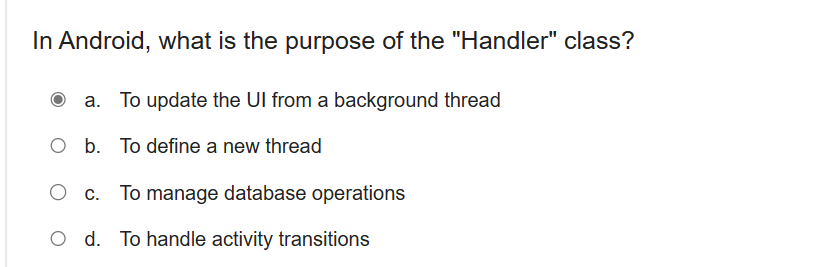 In Android, what is the purpose of the "Handler" class?
a. To update the UI from a background thread
b. To define a new thread
c. To manage database operations
d. To handle activity transitions